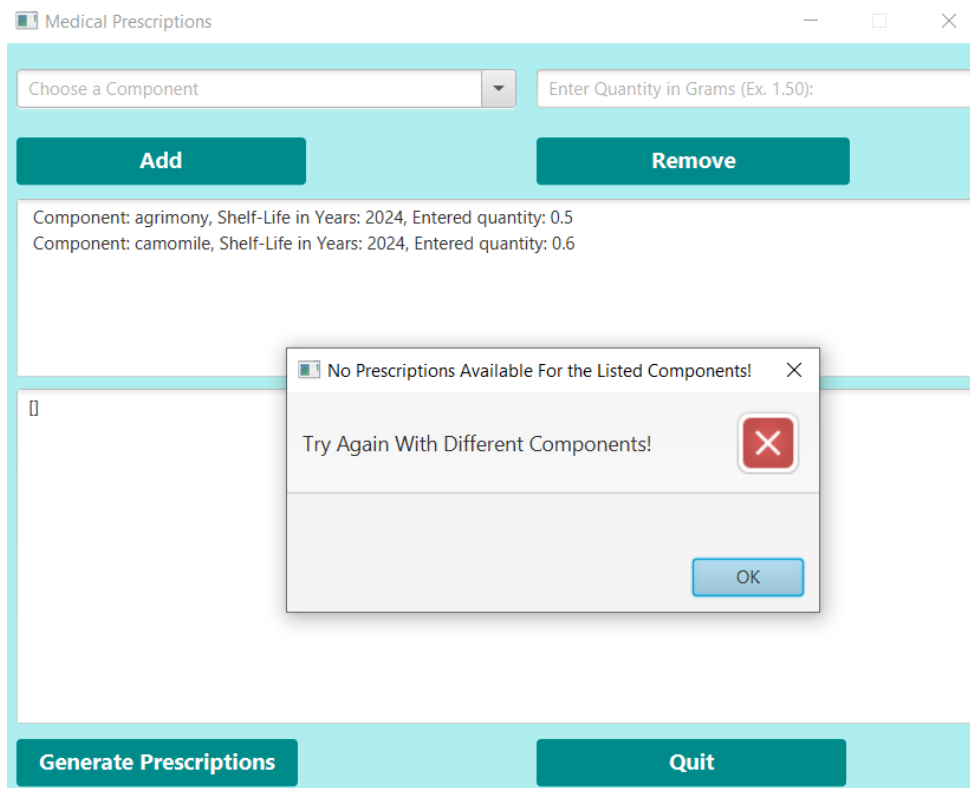 Medical Prescriptions
Choose a Component
Enter Quantity in Grams (Ex. 1.50):
Add
Remove
Component: agrimony, Shelf-Life in Years: 2024, Entered quantity: 0.5
Component: camomile, Shelf-Life in Years: 2024, Entered quantity: 0.6
No Prescriptions Available For the Listed Components!
Try Again With Different Components!
[]
OK
Generate Prescriptions
Quit